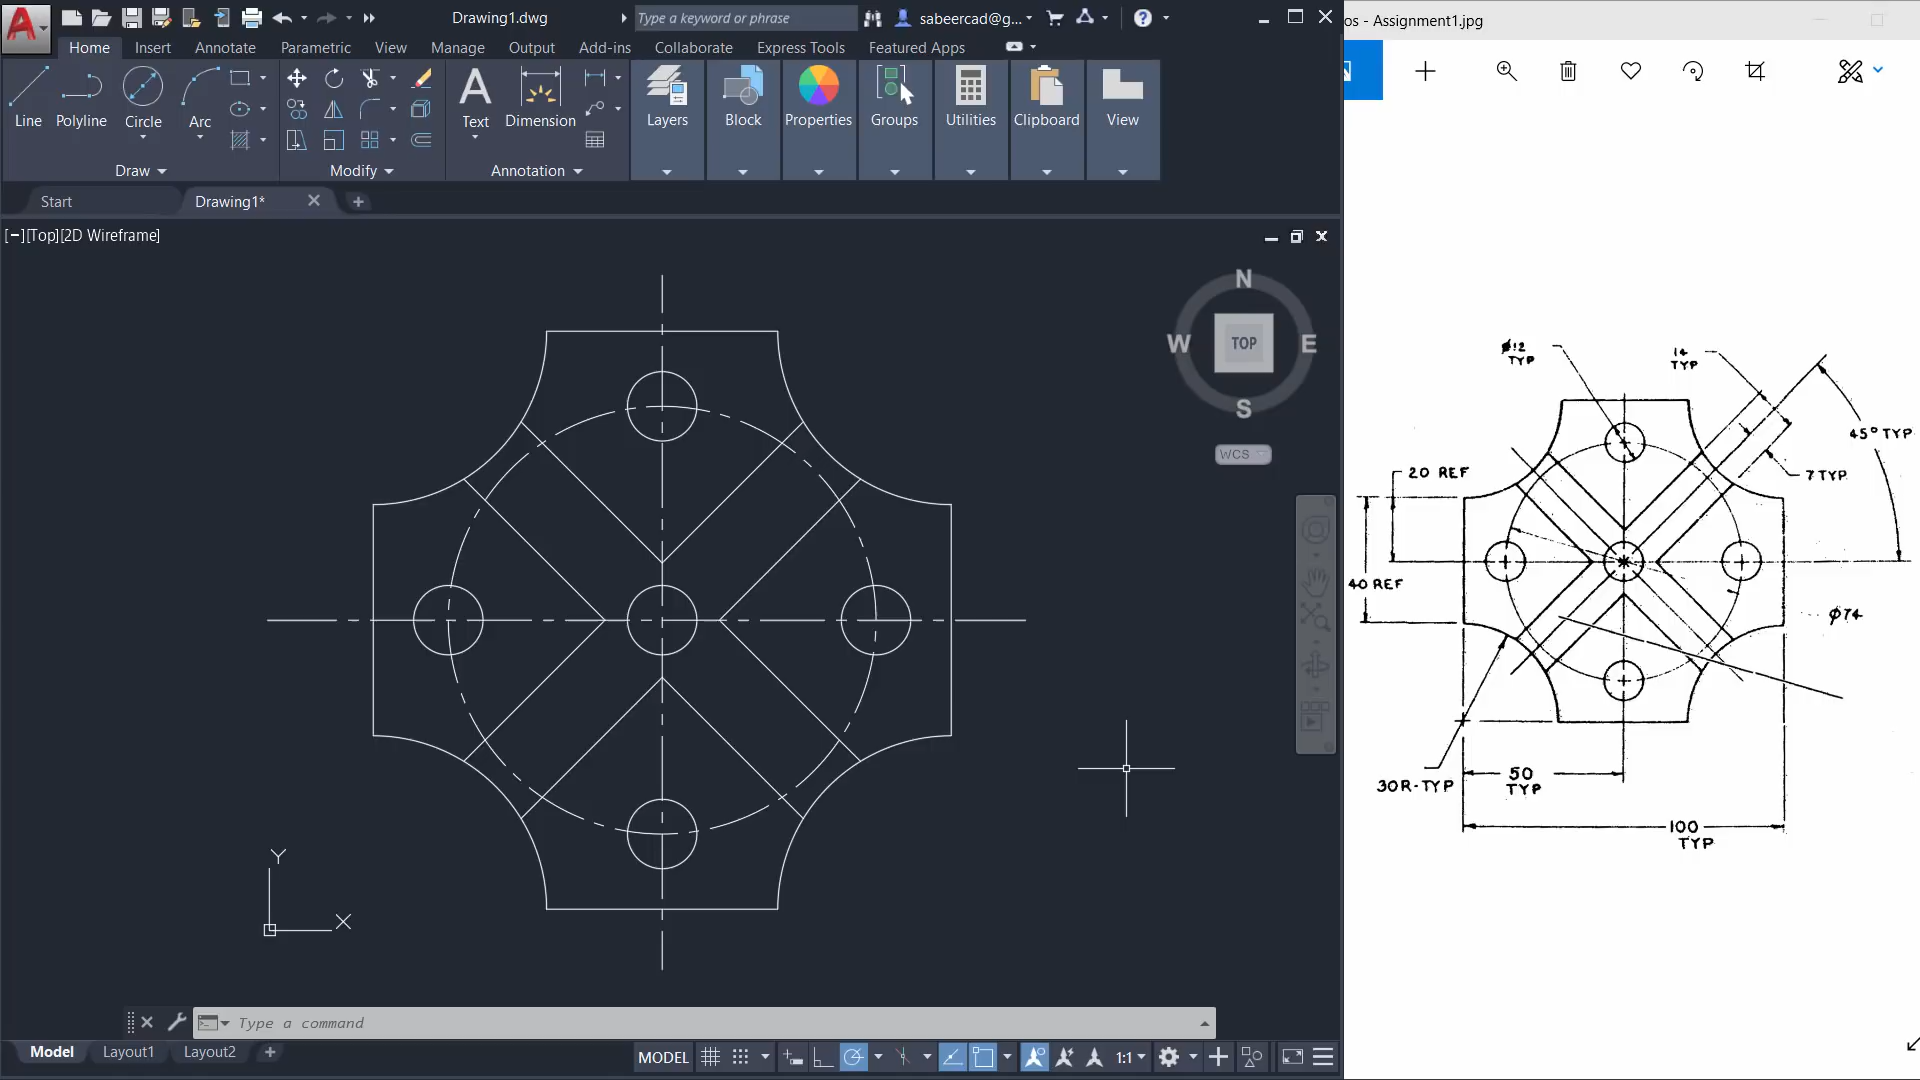 Drawing1.dwg
Type a keyword or phrase
sabeercad@g...
os - Assignment1.jpg
Home Insert Annotate Parametric View Manage Output Add-ins Collaborate Express Tools Featured Apps
Line Polyline Circle Arc
Text Dimension
Layers Block Properties Groups Utilities Clipboard View
Draw Modify Annotation
Start Drawing1*
[−][Top][2D Wireframe]
N
W TOP E
S
WCS
Y
X
Type a command
Model Layout1 Layout2
MODEL 1:1
ø12
TYP
14
TYP
45° TYP
20 REF
7 TYP
40 REF
ø74
30R-TYP
50
TYP
100
TYP